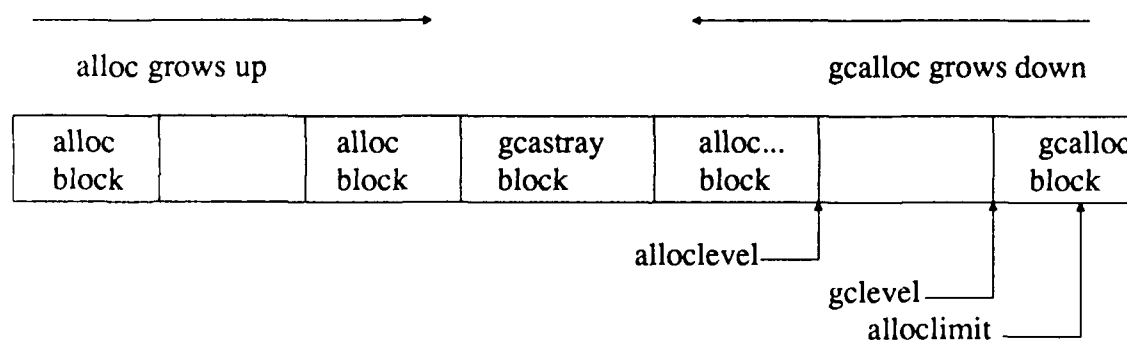 alloc grows up
gcalloc grows down
alloc
block
alloc
block
gcastray
block
alloc...
block
gcalloc
block
alloclevel
gclevel
alloclimit